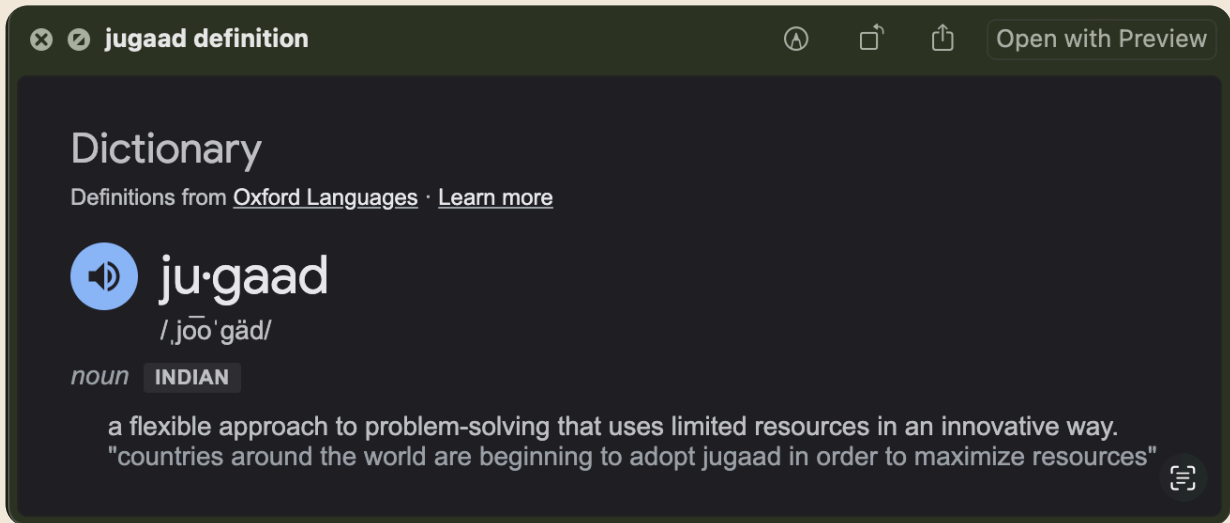 jugaad definition
Open with Preview
Dictionary
Definitions from Oxford Languages · Learn more
ju·gaad
/ˌjo͞oˈɡäd/
noun INDIAN
a flexible approach to problem-solving that uses limited resources in an innovative way.
"countries around the world are beginning to adopt jugaad in order to maximize resources"